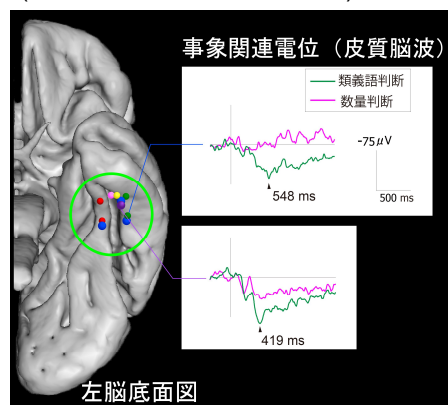 事象関連電位（皮質脳波）
類義語判断
数量判断
-75μV
548 ms
500 ms
419 ms
左脳底面図